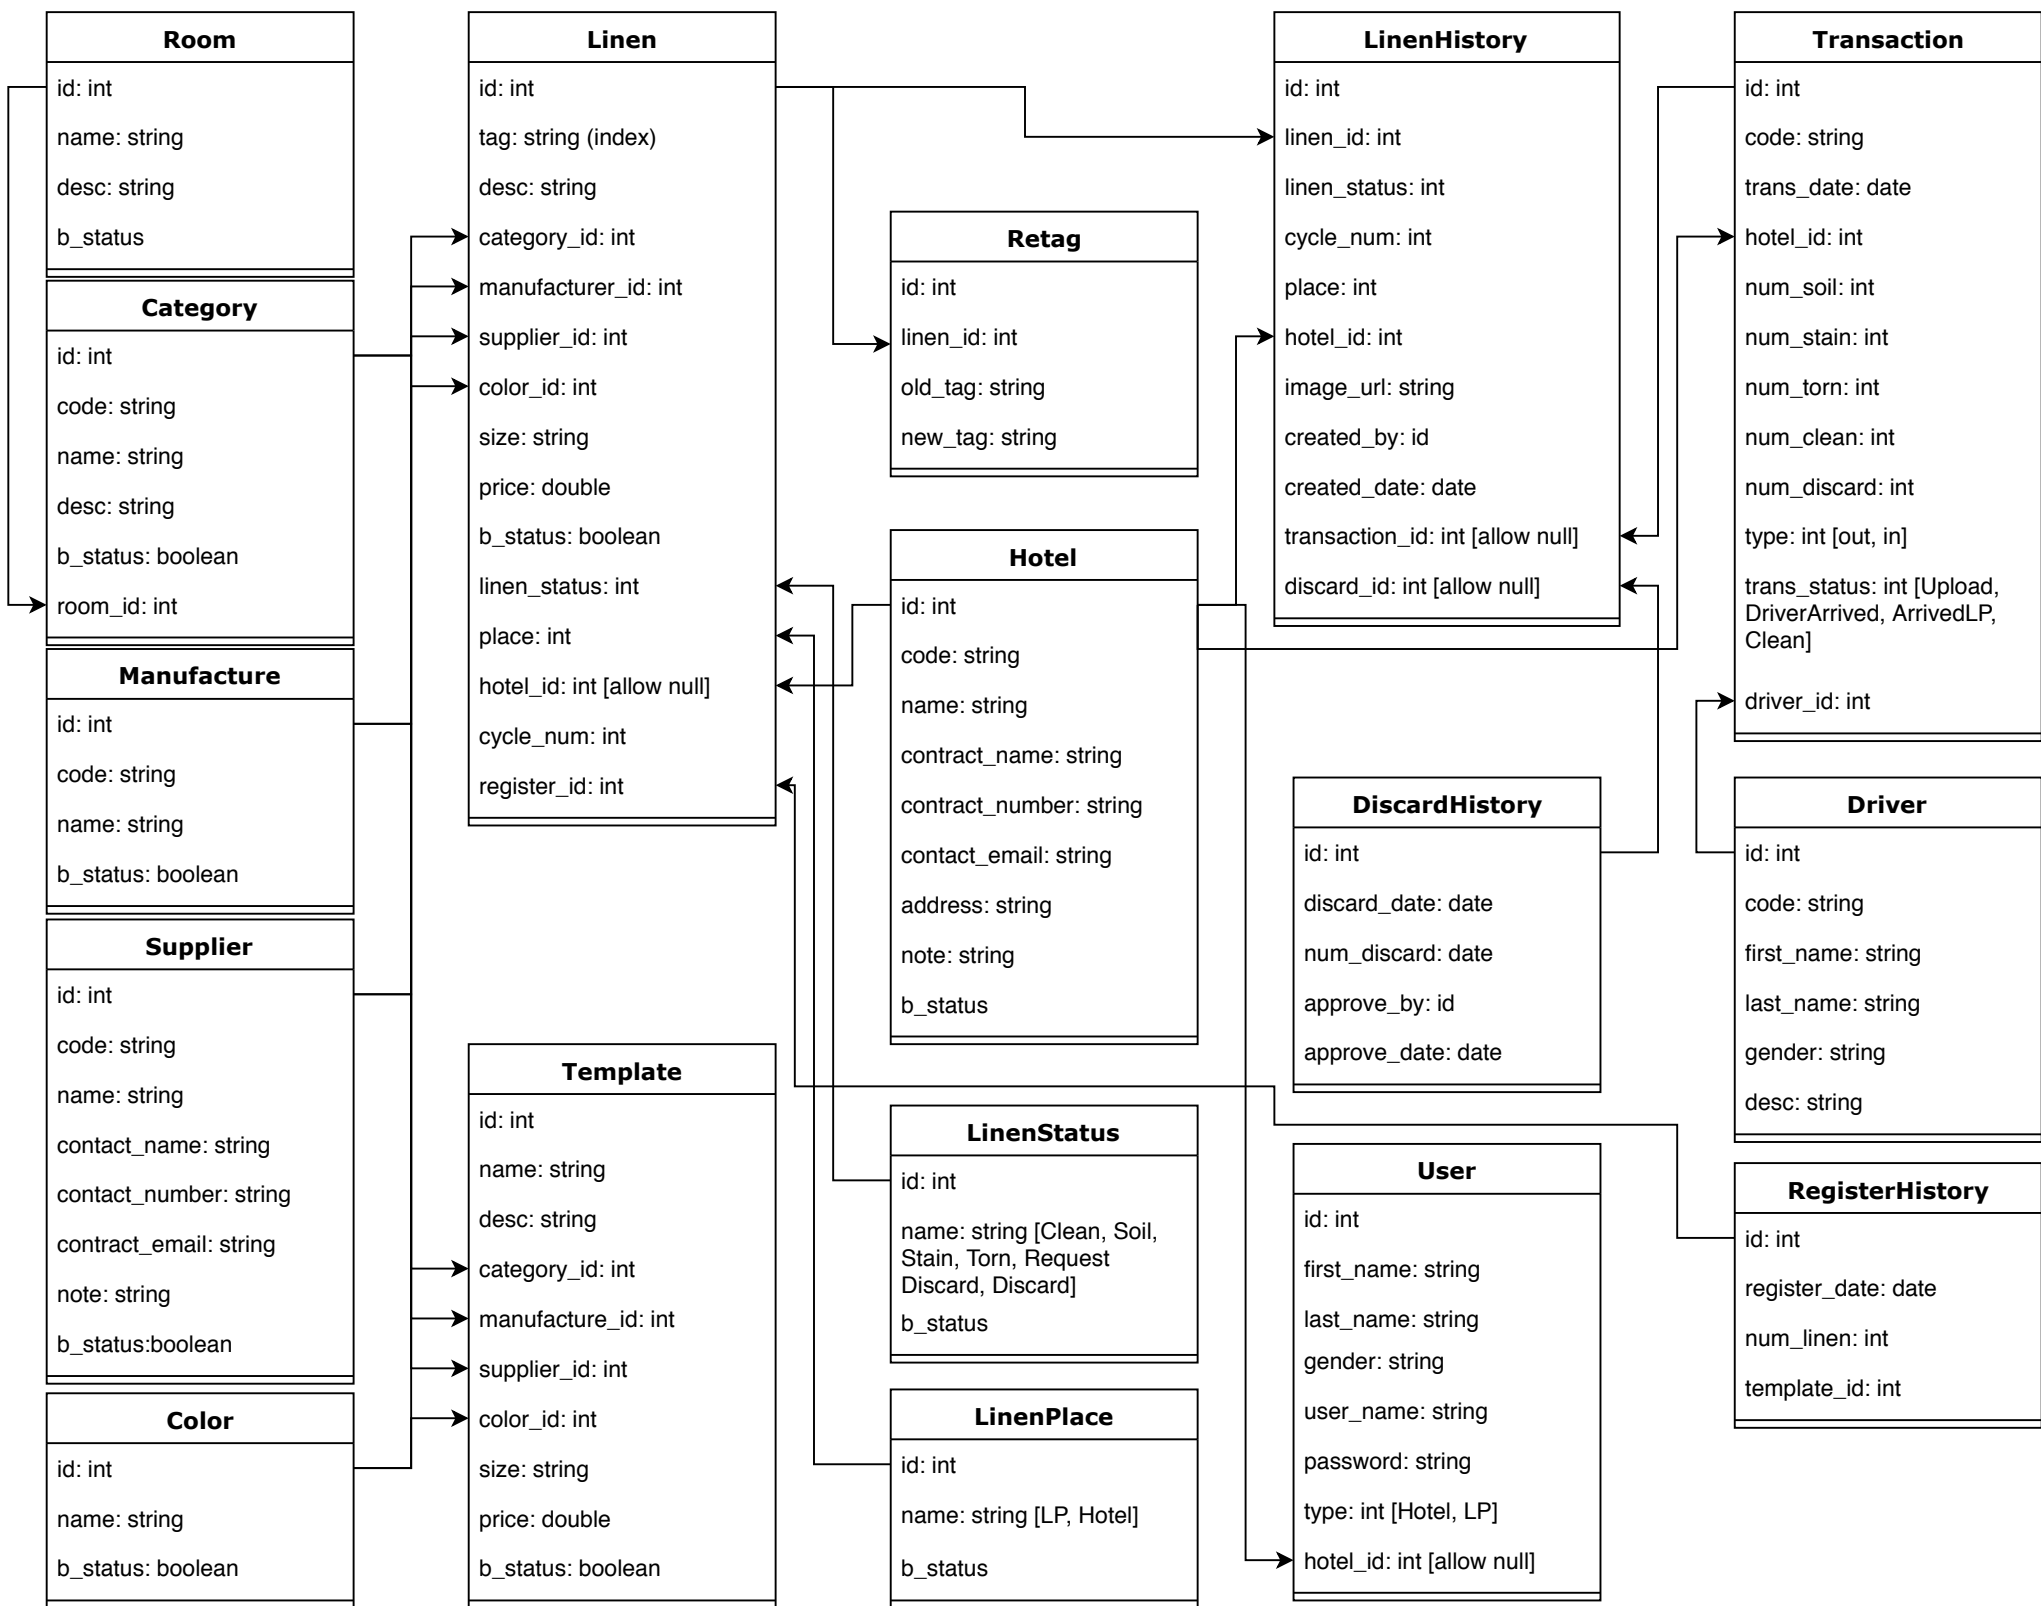 Room
id: int
name: string
desc: string
b_status
Category
id: int
code: string
name: string
desc: string
b_status: boolean
room_id: int
Manufacture
id: int
code: string
name: string
b_status: boolean
Supplier
id: int
code: string
name: string
contact_name: string
contact_number: string
contract_email: string
note: string
b_status:boolean
Color
id: int
name: string
b_status: boolean
Linen
id: int
tag: string (index)
desc: string
category_id: int
manufacturer_id: int
supplier_id: int
color_id: int
size: string
price: double
b_status: boolean
linen_status: int
place: int
hotel_id: int [allow null]
cycle_num: int
register_id: int
Template
id: int
name: string
desc: string
category_id: int
manufacture_id: int
supplier_id: int
color_id: int
size: string
price: double
b_status: boolean
Retag
id: int
linen_id: int
old_tag: string
new_tag: string
Hotel
id: int
code: string
name: string
contract_name: string
contract_number: string
contact_email: string
address: string
note: string
b_status
LinenStatus
id: int
name: string [Clean, Soil,
Stain, Torn, Request
Discard, Discard]
b_status
LinenPlace
id: int
name: string [LP, Hotel]
b_status
LinenHistory
id: int
linen_id: int
linen_status: int
cycle_num: int
place: int
hotel_id: int
image_url: string
created_by: id
created_date: date
transaction_id: int [allow null]
discard_id: int [allow null]
DiscardHistory
id: int
discard_date: date
num_discard: date
approve_by: id
approve_date: date
User
id: int
first_name: string
last_name: string
gender: string
user_name: string
password: string
type: int [Hotel, LP]
hotel_id: int [allow null]
Transaction
id: int
code: string
trans_date: date
hotel_id: int
num_soil: int
num_stain: int
num_torn: int
num_clean: int
num_discard: int
type: int [out, in]
trans_status: int [Upload,
DriverArrived, ArrivedLP,
Clean]
driver_id: int
Driver
id: int
code: string
first_name: string
last_name: string
gender: string
desc: string
RegisterHistory
id: int
register_date: date
num_linen: int
template_id: int